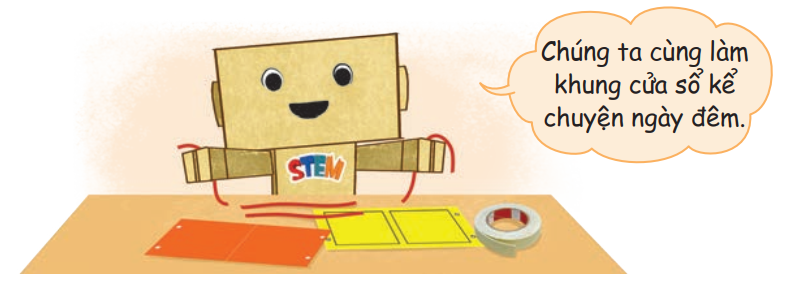 Chúng ta cùng làm
khung cửa sổ kể
chuyện ngày đêm.
STEM